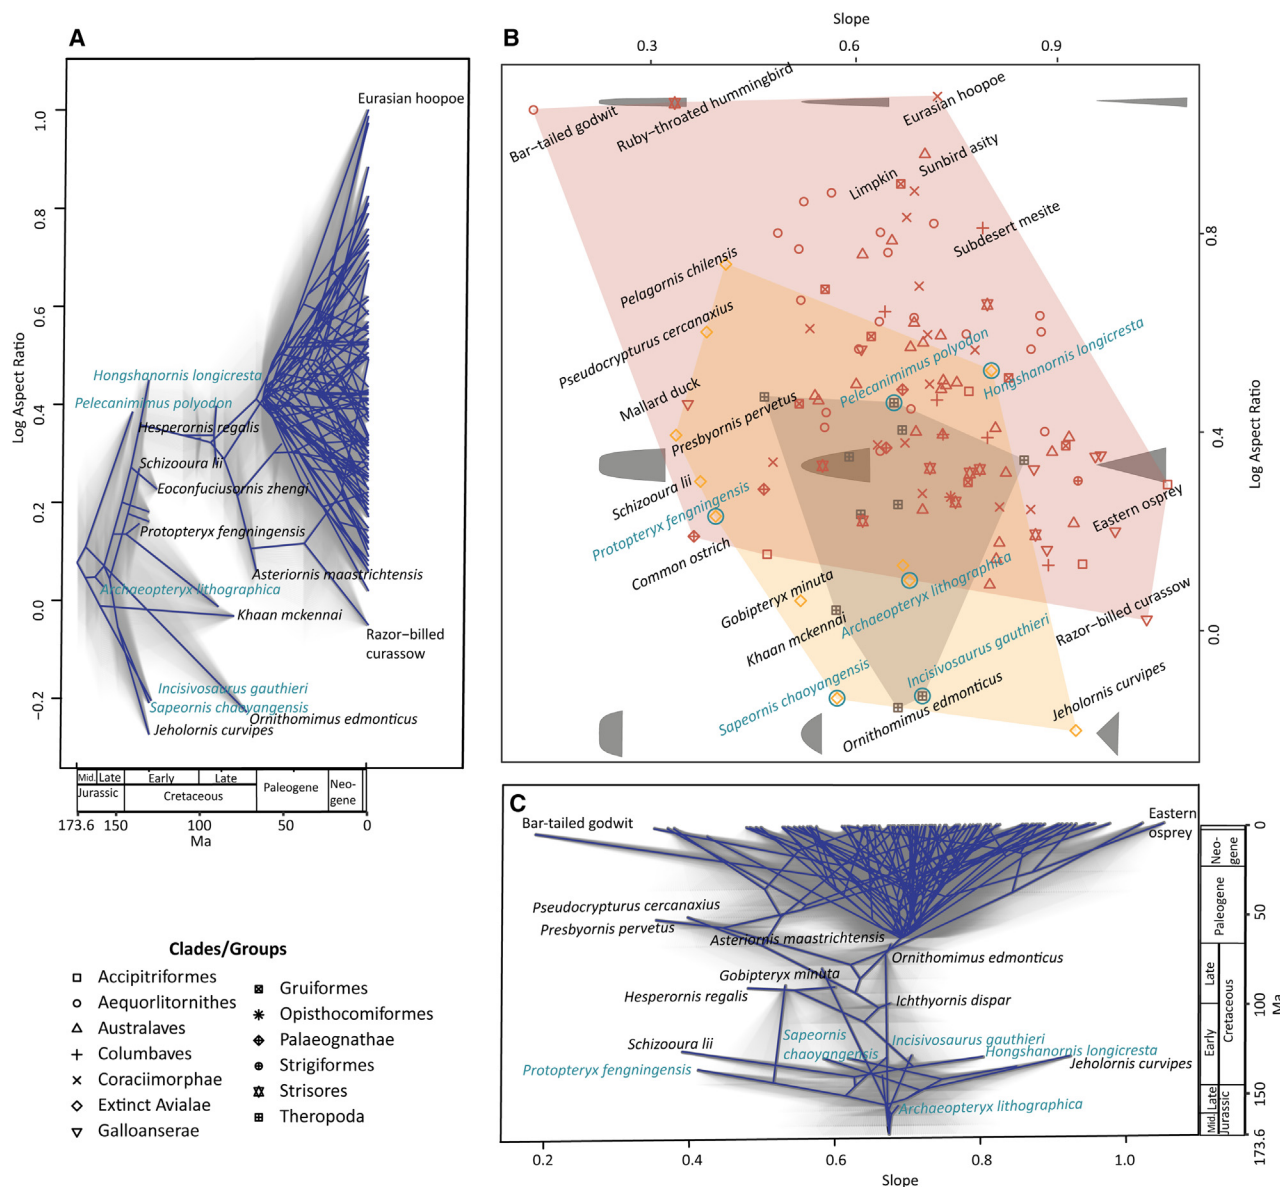 A
Eurasian hoope
1.0
0.8
0.6
0.4
0.2
0.0
−0.2
Log Aspect Ratio
Hongshanornis longicresta
Pelecanimimus polyodon
Hesperornis regalis
Schizooura lii
Eoconfuciusornis zhengi
Protopteryx fengningensis
Asteriornis maastrichtensis
Archaeopteryx lithographica
Khaan mckennai
Razor−billed
curassow
Incisivosaurus gauthieri
Sapeornis chaoyangensis
Ornithomimus edmonticus
Jeholornis curvipes
Mid. Late Early Late Paleogene Neo-
gene
Jurassic Cretaceous
173.6 150 100 50 0
Ma
B
Slope
0.3 0.6 0.9
Bar−tailed godwit
Ruby−throated hummingbird
Eurasian hoopoe
Sunbird asity
Limpkin
Subdesert mesite
0.8
Pelagornis chilensis
Pseudocrypturus cercanaxius
Pelecanimimus polyodon
Hongshanornis longicresta
Mallard duck
Presbyornis pervetus
0.4
Log Aspect Ratio
Schizooura lii
Protopteryx fengningensis
Eastern osprey
Common ostrich
Gobipteryx minuta
Archaeopteryx lithographica
Khaan mckennai
Razor−billed curassow
0.0
Incisivosaurus gauthieri
Sapeornis chaoyangensis
Ornithomimus edmonticus
Jeholornis curvipes
C
Bar-tailed godwit
Eastern
osprey
Pseudocrypturus cercanaxius
Presbyornis pervetus
Asteriornis maastrichtensis
Ornithomimus edmonticus
Gobipteryx minuta
Hesperornis regalis
Ichthyornis dispar
Schizooura lii
Sapeornis
chaoyangensis
Incisivosaurus gauthieri
Hongshanornis longicresta
Jeholornis curvipes
Protopteryx fengningensis
Archaeopteryx lithographica
0.2 0.4 0.6 0.8 1.0
Slope
0
50
100
150
173.6
Ma
Neo-
gene
Paleogene
Late
Early
Cretaceous
Late
Mid.
Jurassic
Clades/Groups
Accipitriformes
Aequorlitornithes
Australaves
Columbaves
Coraciimorphae
Extinct Avialae
Galloanserae
Gruiformes
Opisthocomiformes
Palaeognathae
Strigiformes
Strisores
Theropoda